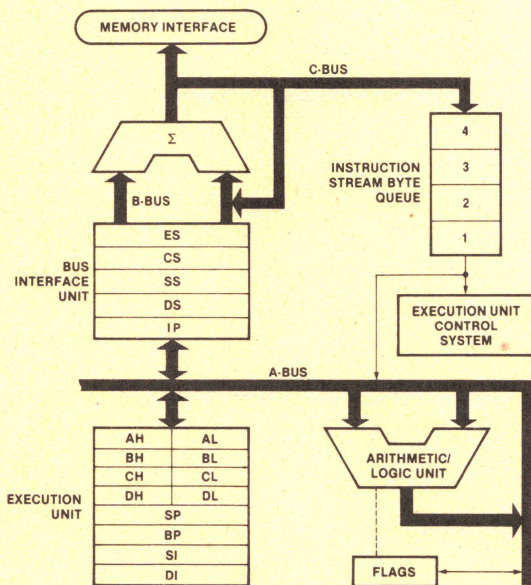 MEMORY INTERFACE
C-BUS
Σ
B-BUS
INSTRUCTION
STREAM BYTE
QUEUE
4
3
2
1
BUS
INTERFACE
UNIT
ES
CS
SS
DS
IP
EXECUTION UNIT
CONTROL
SYSTEM
A-BUS
EXECUTION
UNIT
AH AL
BH BL
CH CL
DH DL
SP
BP
SI
DI
ARITHMETIC/
LOGIC UNIT
FLAGS